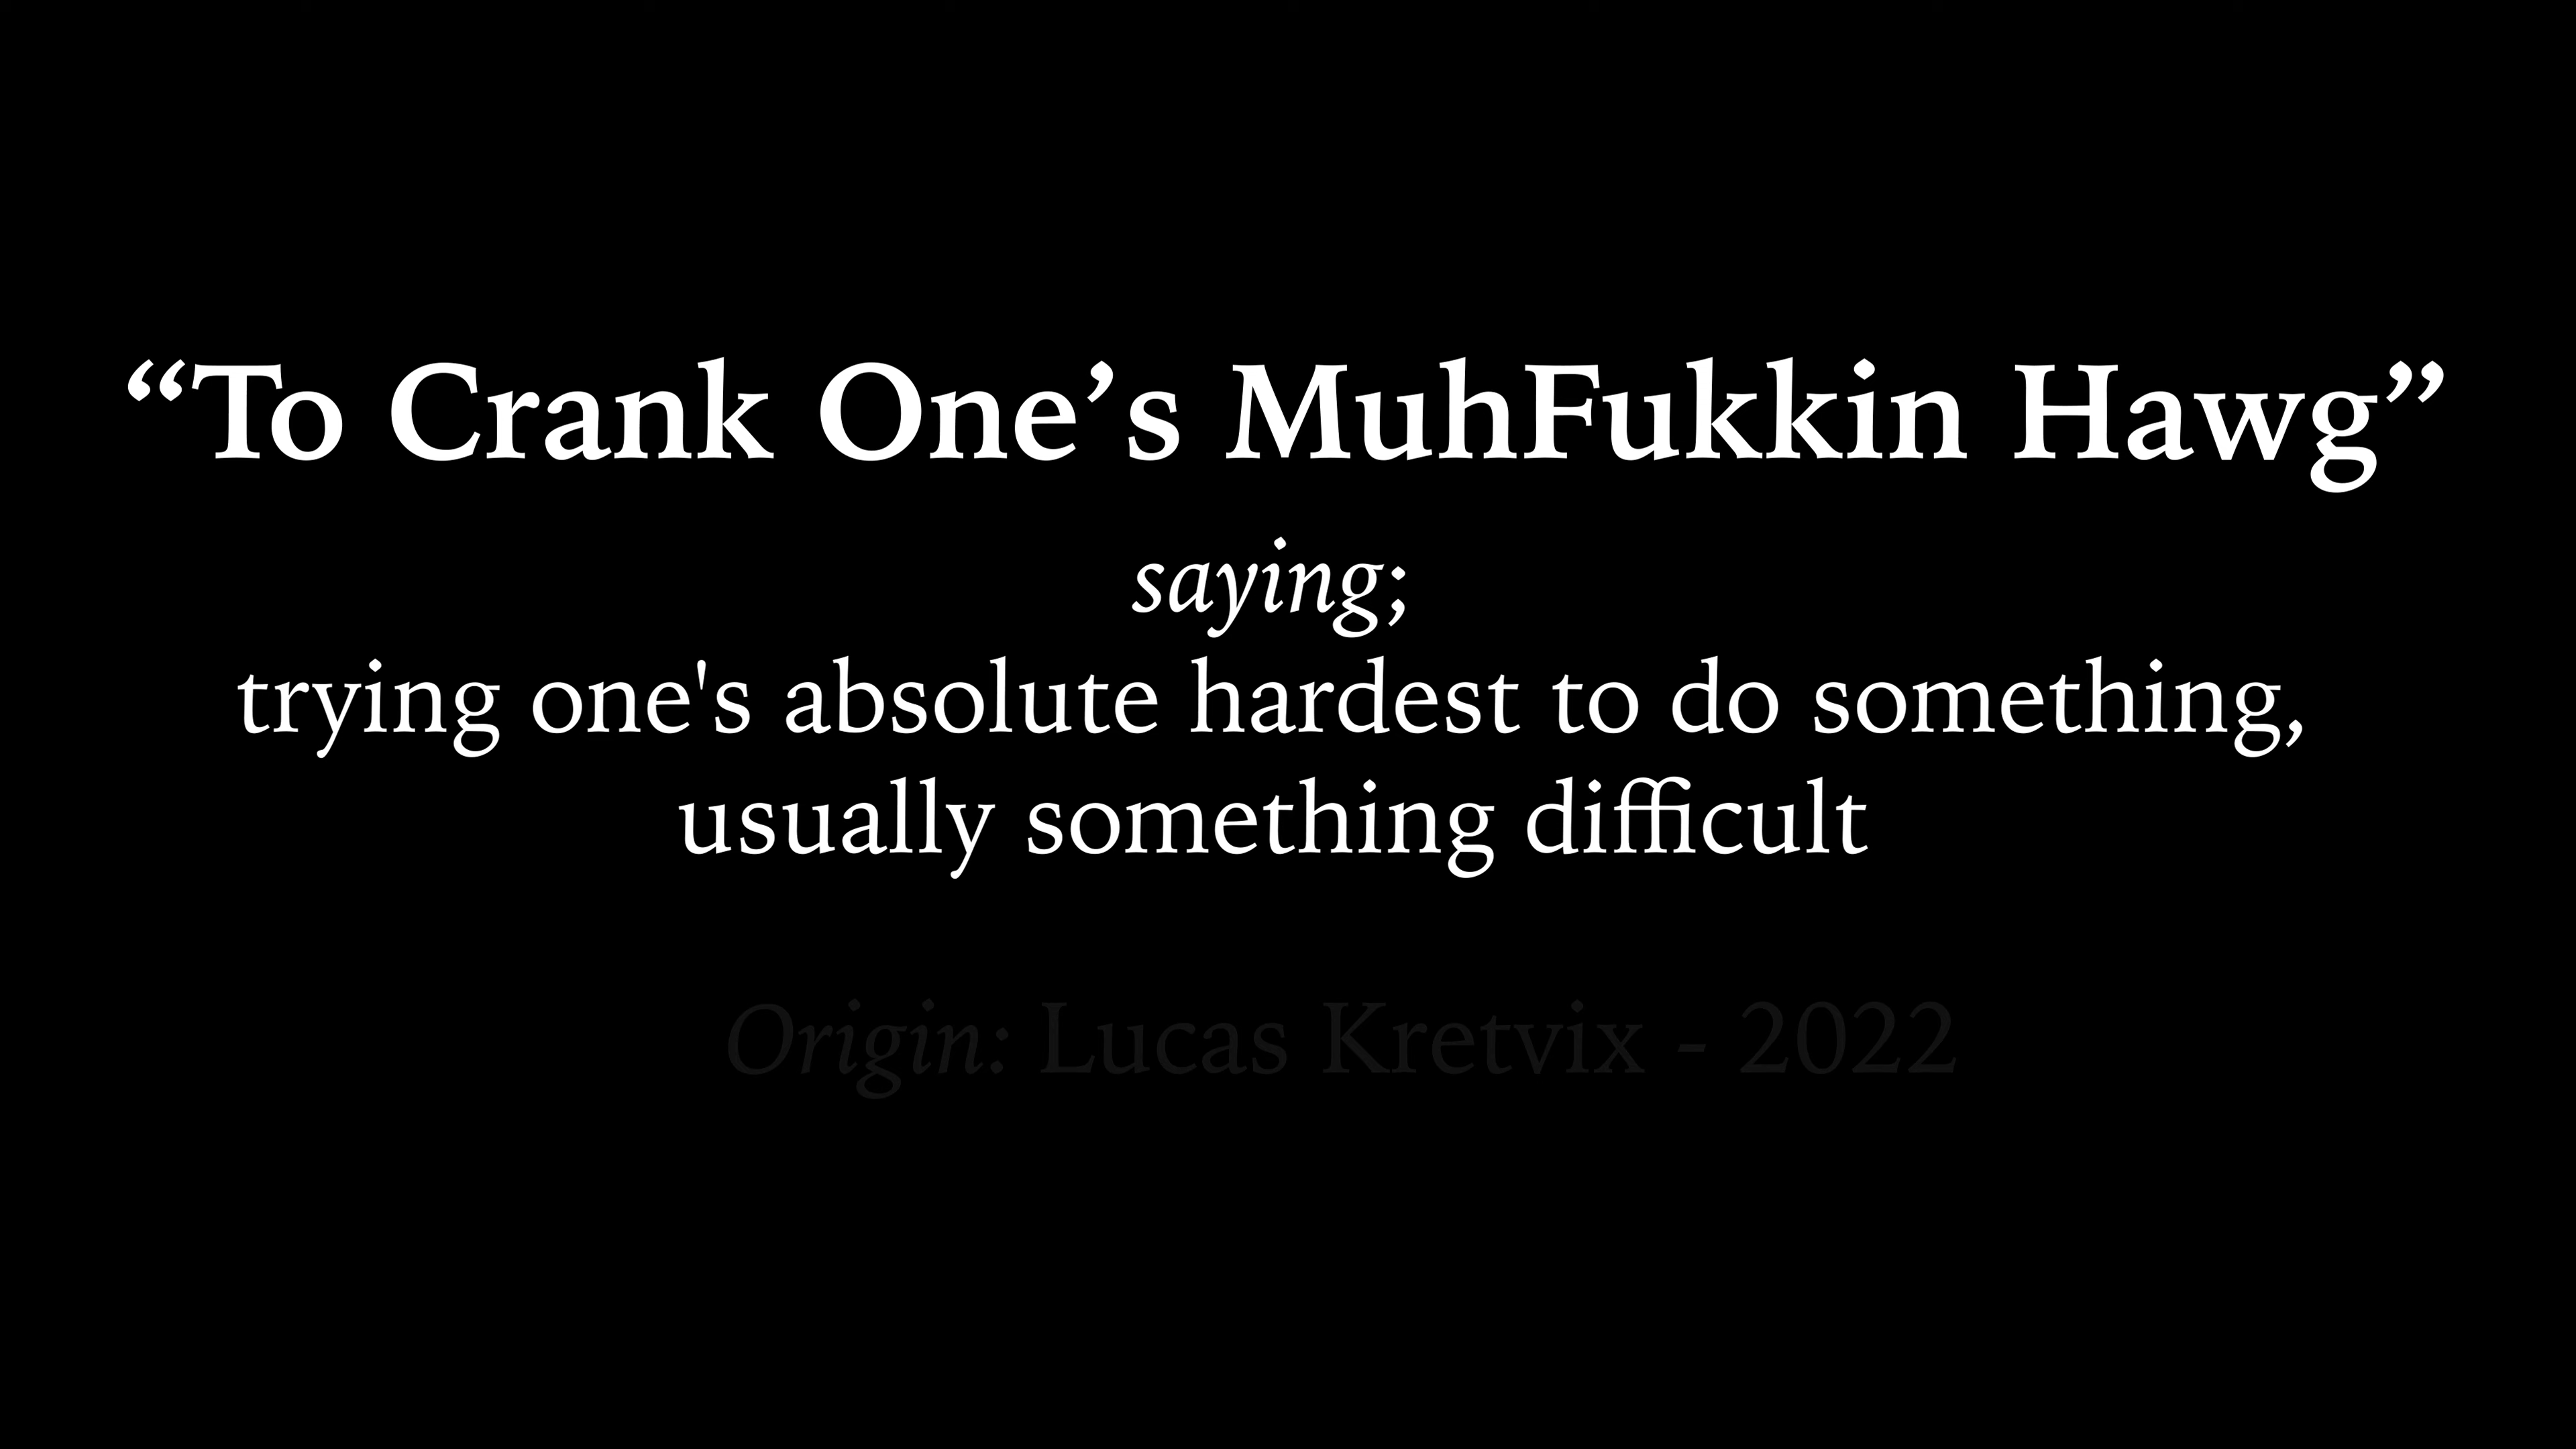 “To Crank One’s MuhFukkin Hawg”
saying;
trying one's absolute hardest to do something,
usually something difficult
Origin: Lucas Kretvix - 2022